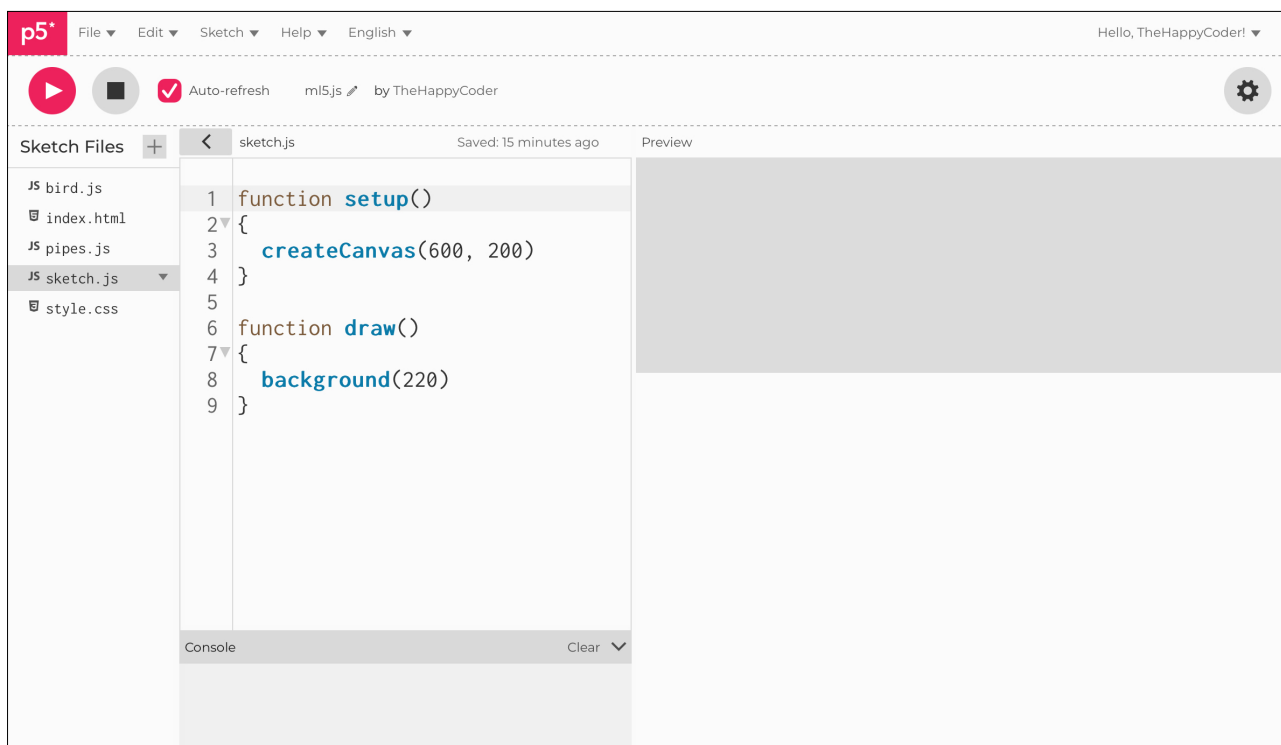 p5* File Edit Sketch Help English Hello, TheHappyCoder!
Auto-refresh ml5.js by TheHappyCoder
Sketch Files + sketch.js Saved: 15 minutes ago Preview
JS bird.js
index.html
JS pipes.js
JS sketch.js
style.css
1 function setup()
2 {
3 createCanvas(600, 200)
4 }
5
6 function draw()
7 {
8 background(220)
9 }
Console Clear